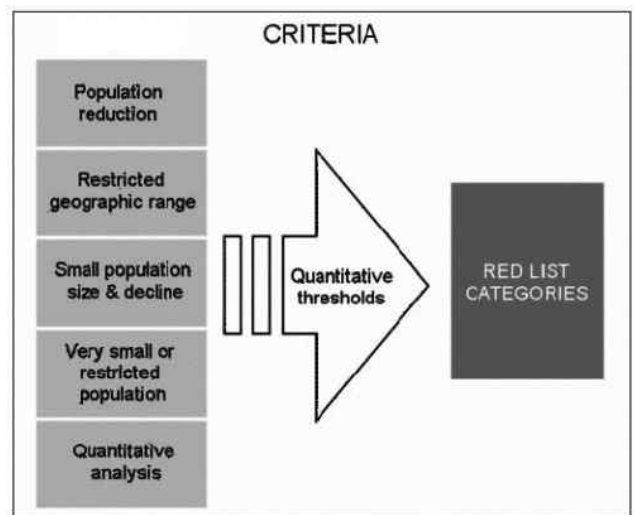 CRITERIA
Population
reduction
Restricted
geographic range
Small population
size & decline
Very small or
restricted
population
Quantitative
analysis
Quantitative
thresholds
RED LIST
CATEGORIES